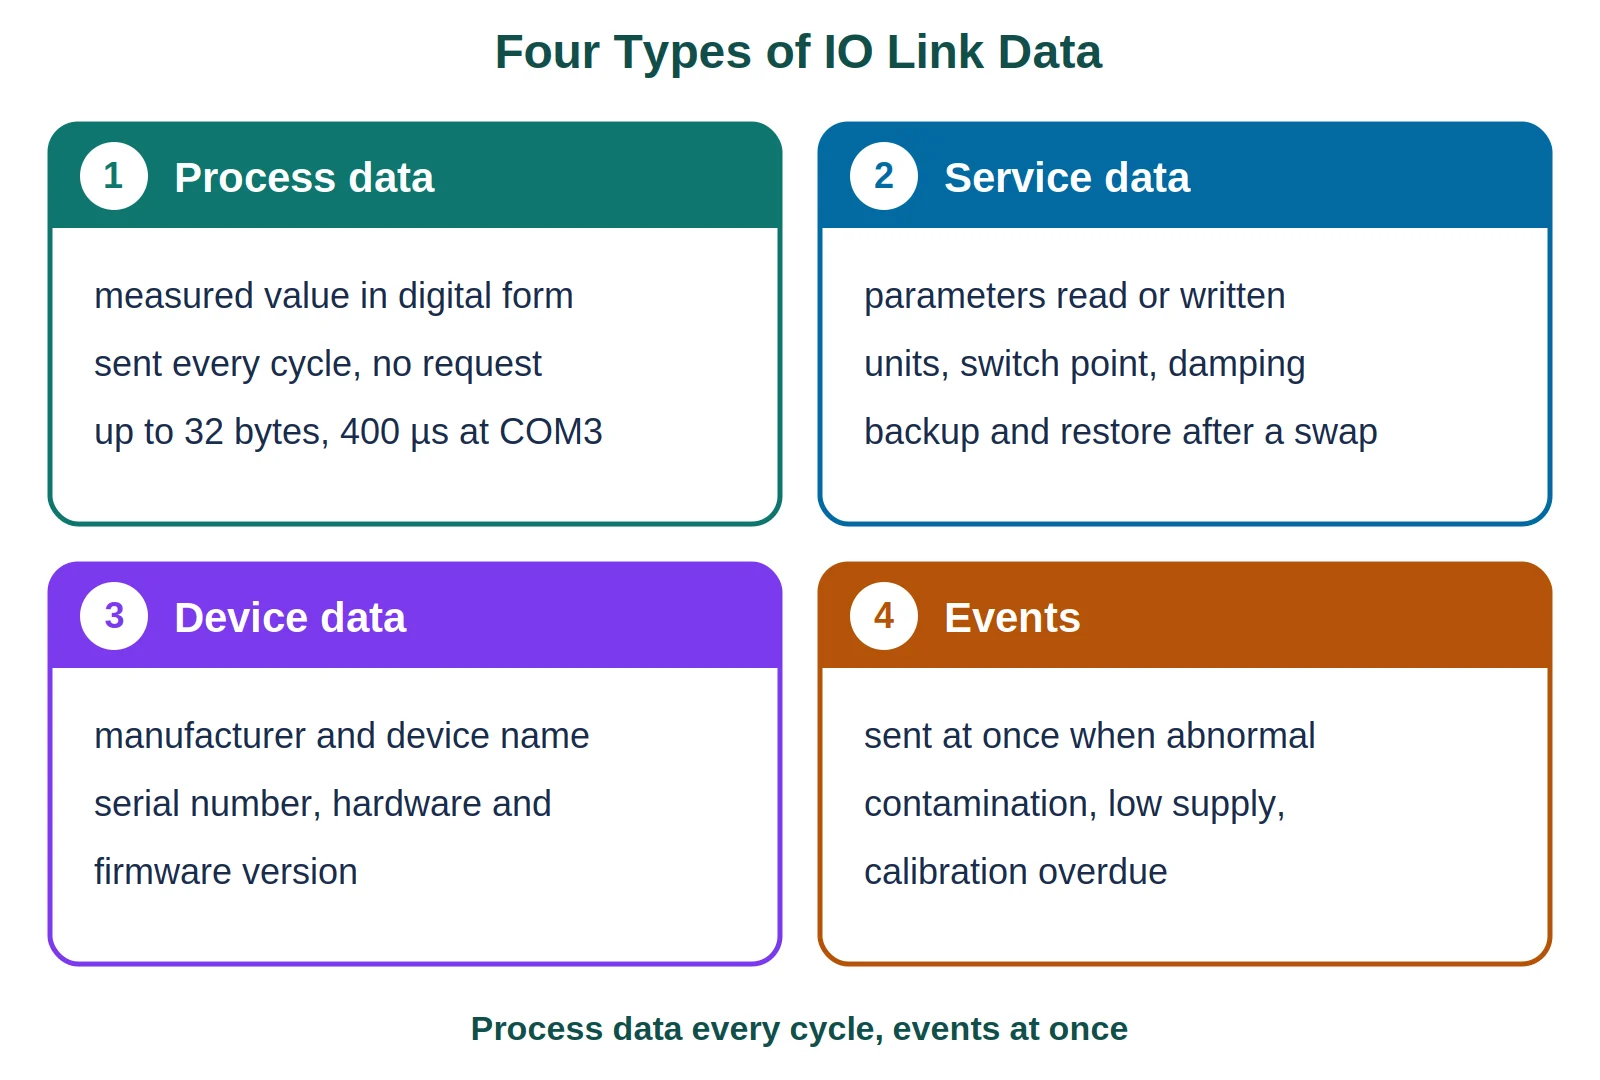 Four Types of IO Link Data
1
Process data
measured value in digital form
sent every cycle, no request
up to 32 bytes, 400 µs at COM3
2
Service data
parameters read or written
units, switch point, damping
backup and restore after a swap
3
Device data
manufacturer and device name
serial number, hardware and
firmware version
4
Events
sent at once when abnormal
contamination, low supply,
calibration overdue
Process data every cycle, events at once